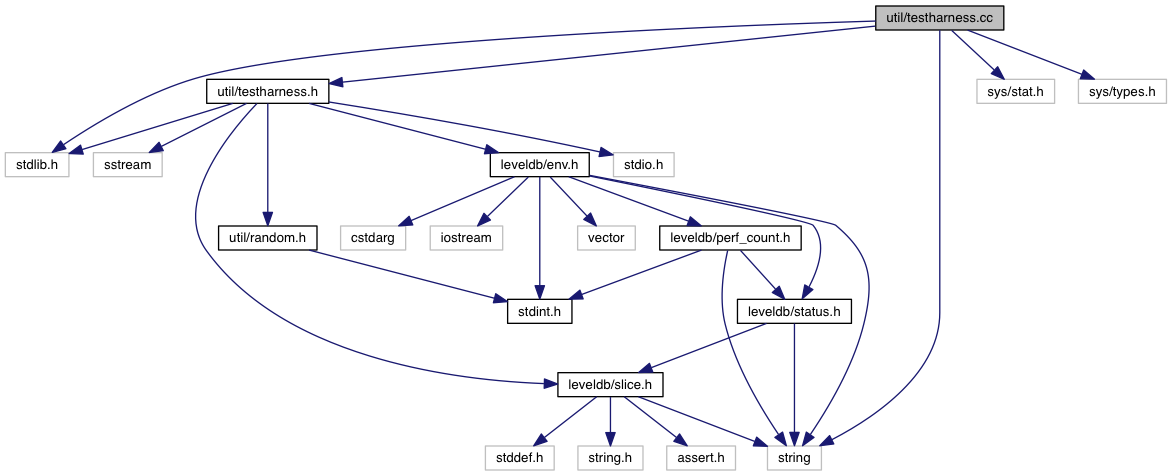 util/testharness.cc
util/testharness.h
sys/stat.h
sys/types.h
stdlib.h
sstream
leveldb/env.h
stdio.h
util/random.h
cstdarg
iostream
vector
leveldb/perf_count.h
stdint.h
leveldb/status.h
leveldb/slice.h
stddef.h
string.h
assert.h
string